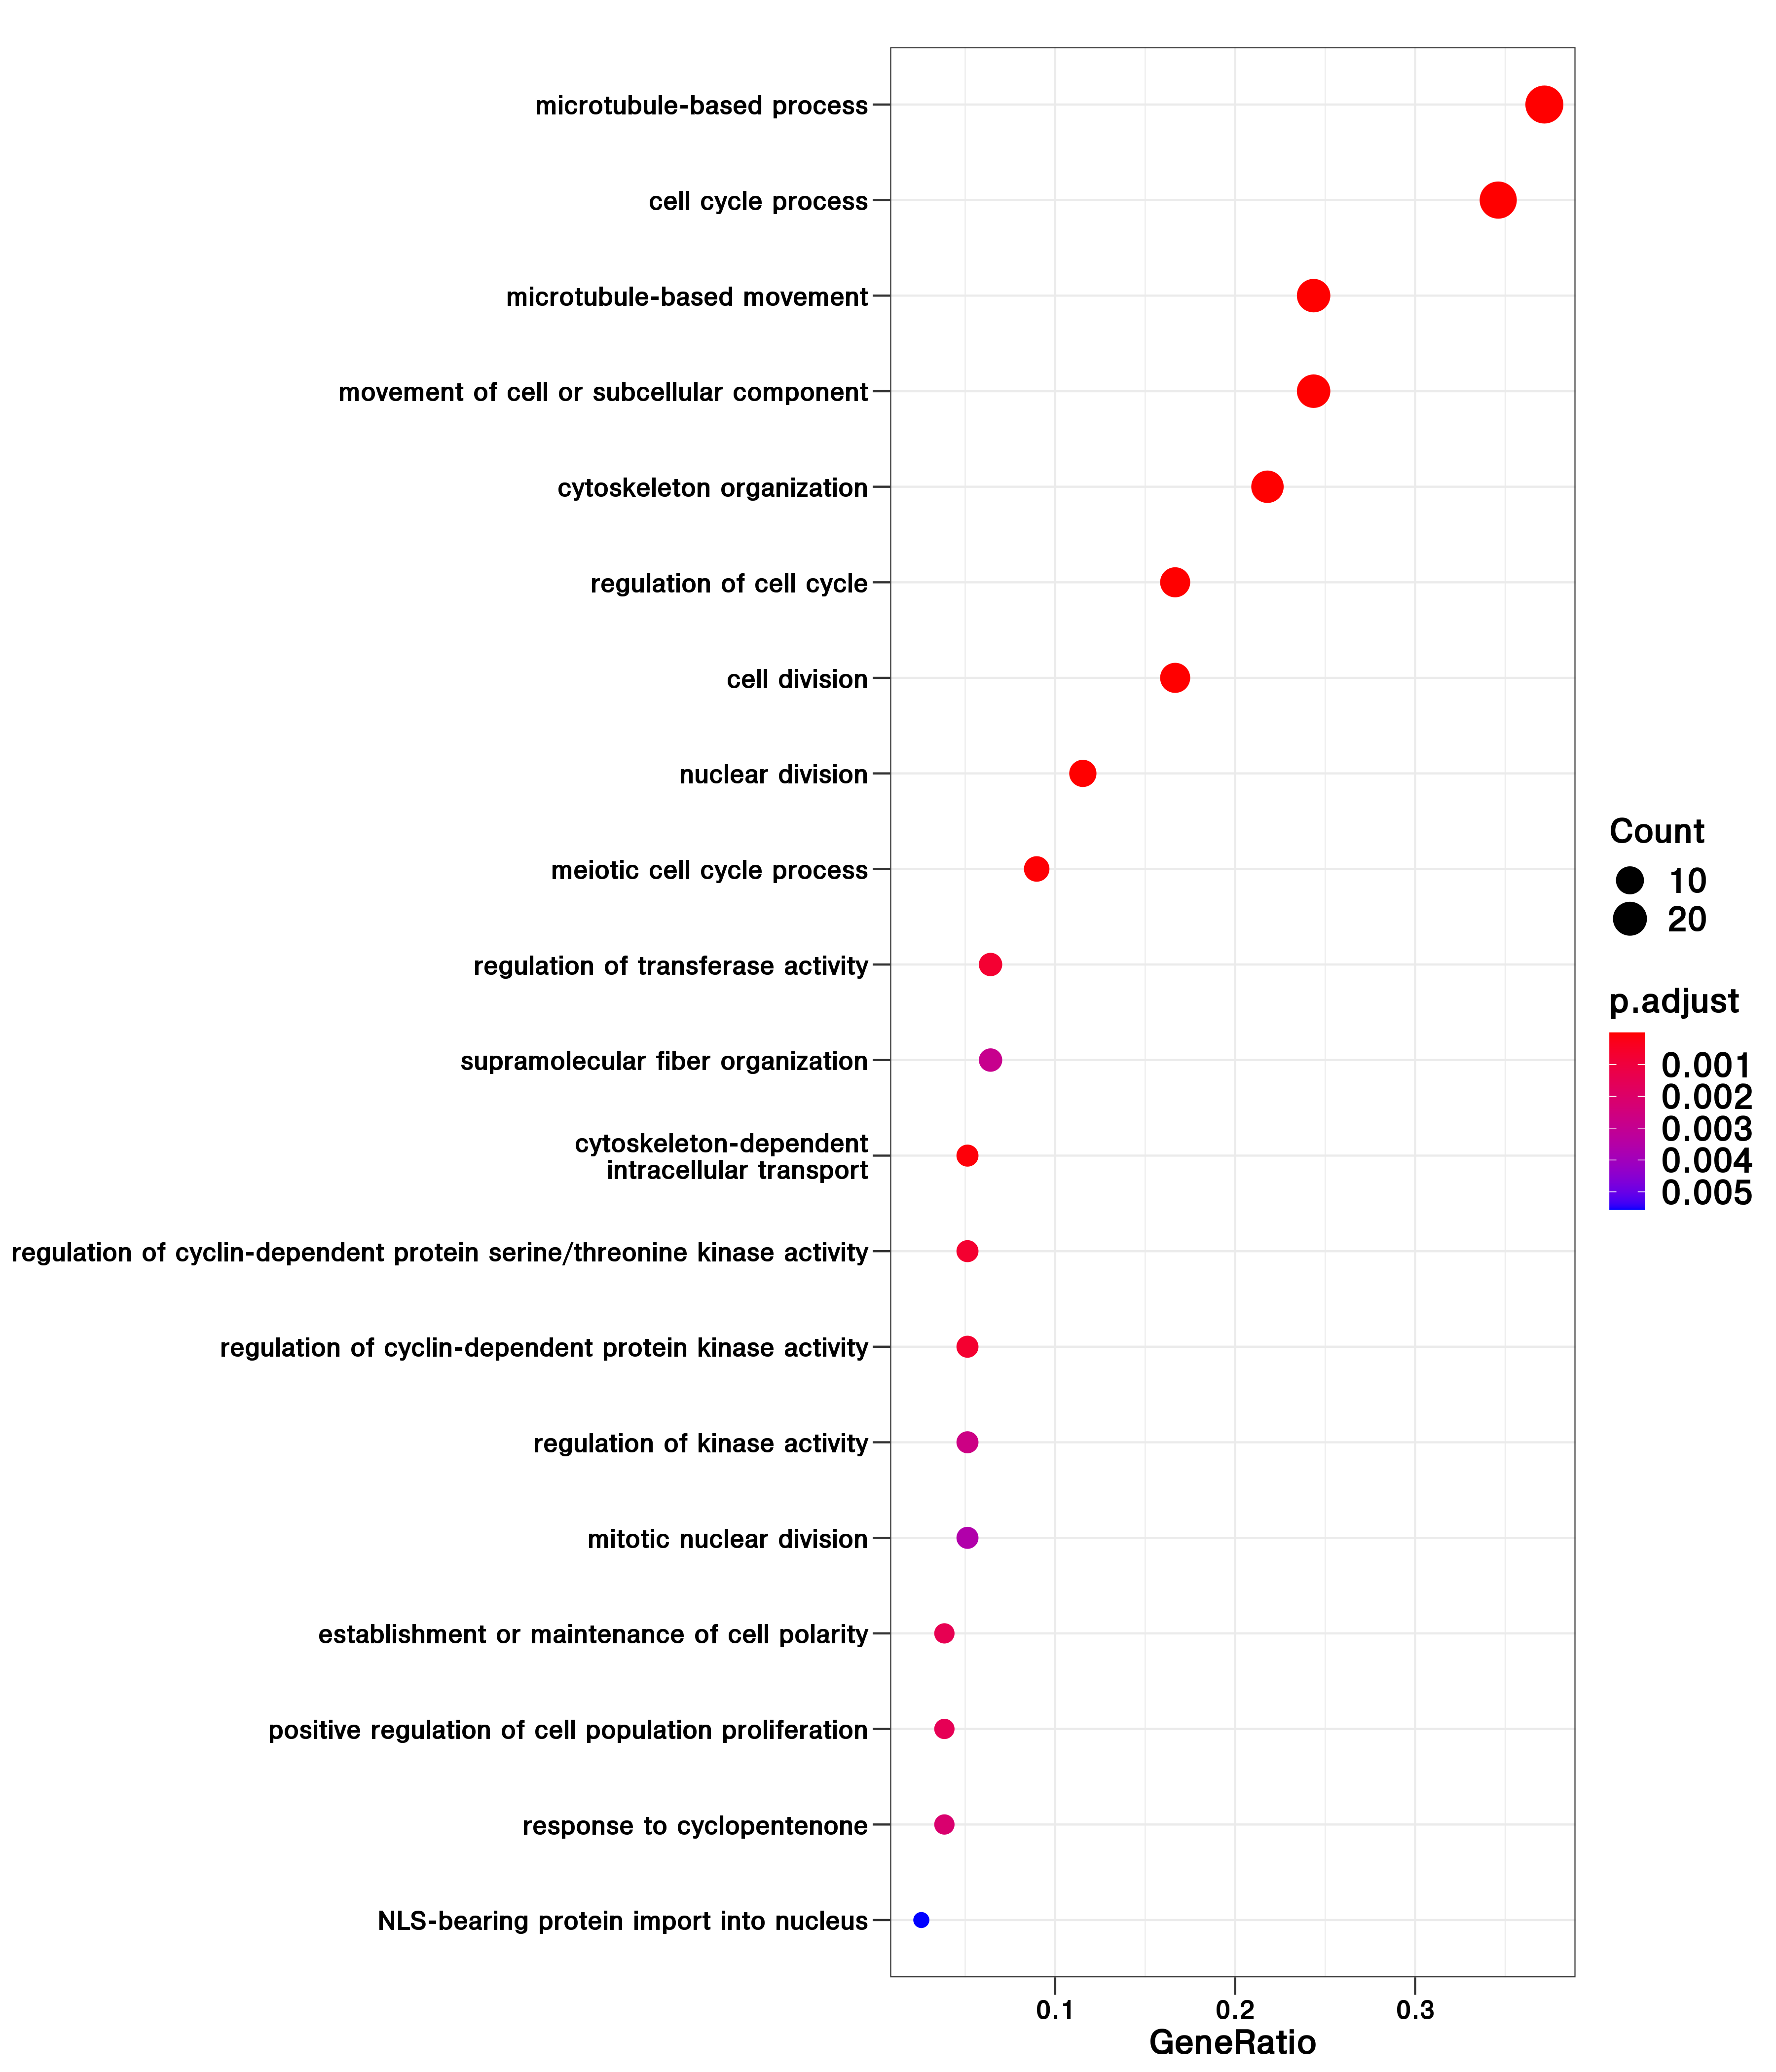 microtubule-based process
cell cycle process
microtubule-based movement
movement of cell or subcellular component
cytoskeleton organization
regulation of cell cycle
cell division
nuclear division
meiotic cell cycle process
regulation of transferase activity
supramolecular fiber organization
cytoskeleton-dependent
intracellular transport
regulation of cyclin-dependent protein serine/threonine kinase activity
regulation of cyclin-dependent protein kinase activity
regulation of kinase activity
mitotic nuclear division
establishment or maintenance of cell polarity
positive regulation of cell population proliferation
response to cyclopentenone
NLS-bearing protein import into nucleus
0.1 0.2 0.3
GeneRatio
Count
10
20
p.adjust
0.001
0.002
0.003
0.004
0.005